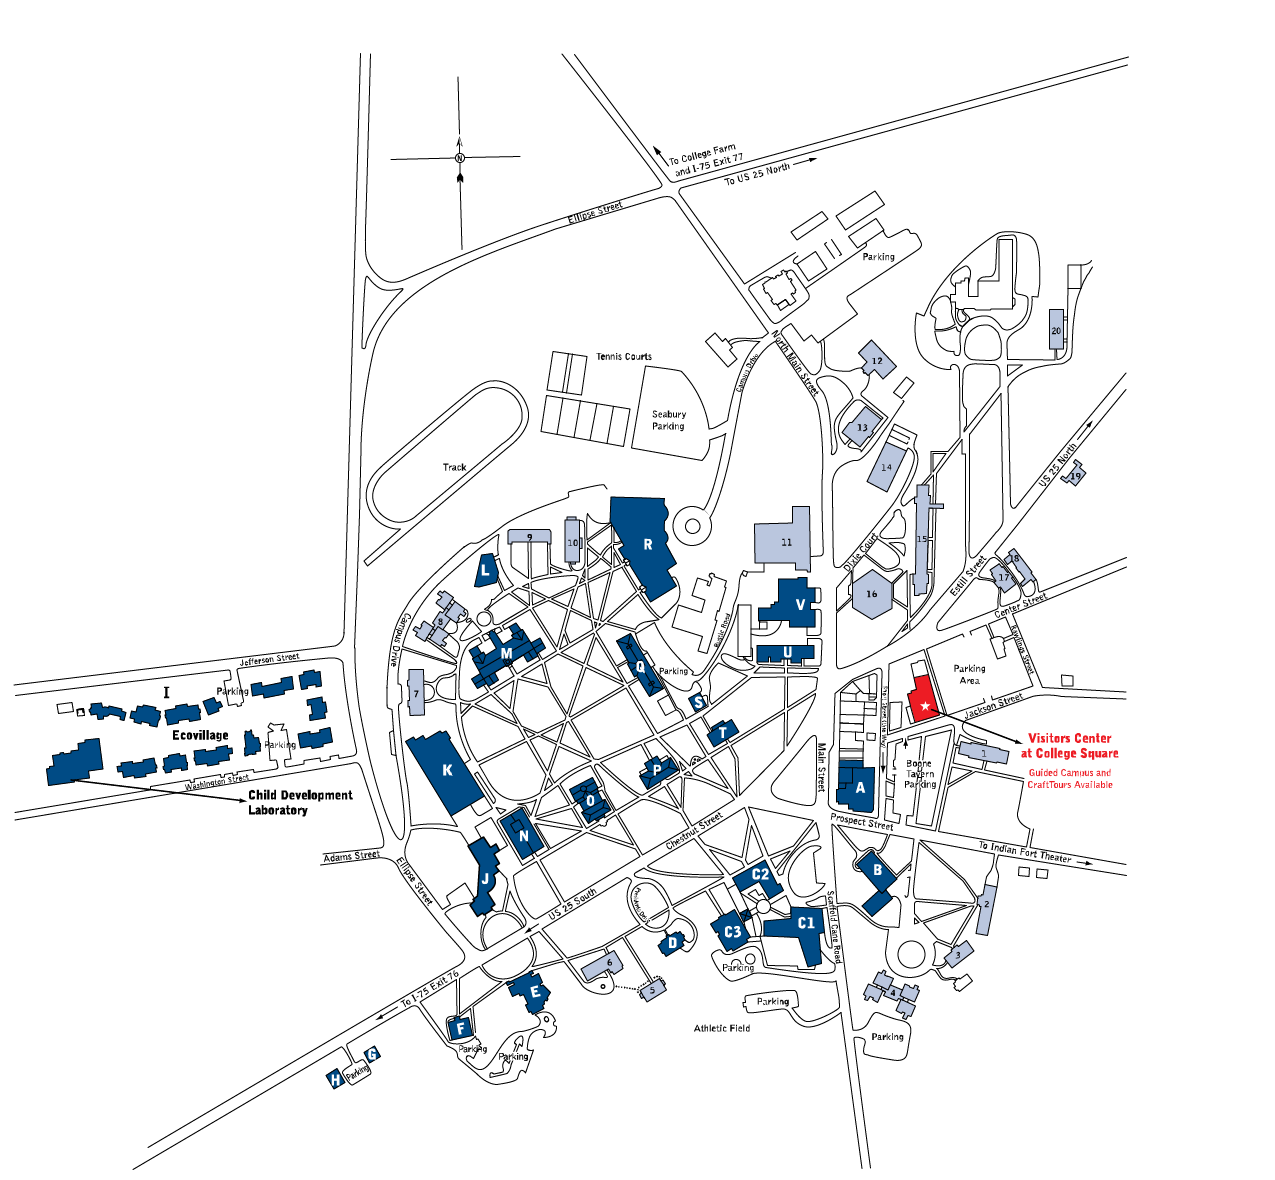 To College Farm
and I-75 Exit 77
To US 25 North
N
Ellipse Street
Parking
20
North Main Street
Campus Drive
Tennis Courts
12
Seabury
Parking
13
Track
14
US 25 North
19
9
10
R
11
15
Dixie Court
L
18
17
Estill Street
16
V
Center Street
8
Campus Drive
Rawlings Street
M
U
Q
Parking
Jefferson Street
I
Parking
7
S
Parking
Area
Jackson Street
T
Ecovillage
Parking
Visitors Center
at College Square
1
Guided Campus and
CraftTours Available
Main Street
Boone
Tavern
Parking
K
P
A
Washington Street
Child Development
Laboratory
O
Prospect Street
N
Chestnut Street
To Indian Fort Theater
Adams Street
Ellipse Street
J
C2
B
US 25 South
2
Scaffold Cane Road
C3
C1
D
3
6
Parking
To I-75 Exit 76
E
5
4
Parking
F
Athletic Field
Parking
Parking
Parking
G
H
Parking